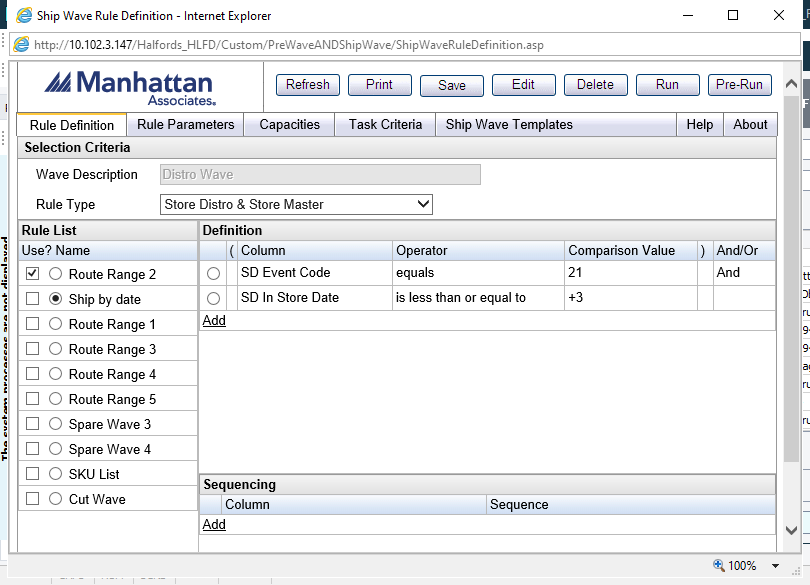 Ship Wave Rule Definition - Internet Explorer
http://10.102.3.147/Halfords_HLFD/Custom/PreWaveANDShipWave/ShipWaveRuleDefinition.asp
Manhattan
Associates.
Refresh Print Save Edit Delete Run Pre-Run
Rule Definition Rule Parameters Capacities Task Criteria Ship Wave Templates Help About
Selection Criteria
Wave Description Distro Wave
Rule Type Store Distro & Store Master
Rule List Definition
Use? Name ( Column Operator Comparison Value ) And/Or
Route Range 2 SD Event Code equals 21 And
Ship by date SD In Store Date is less than or equal to +3
Route Range 1 Add
Route Range 3
Route Range 4
Route Range 5
Spare Wave 3
Spare Wave 4
SKU List Sequencing
Cut Wave Column Sequence
Add
100%
The system processes are not displayed